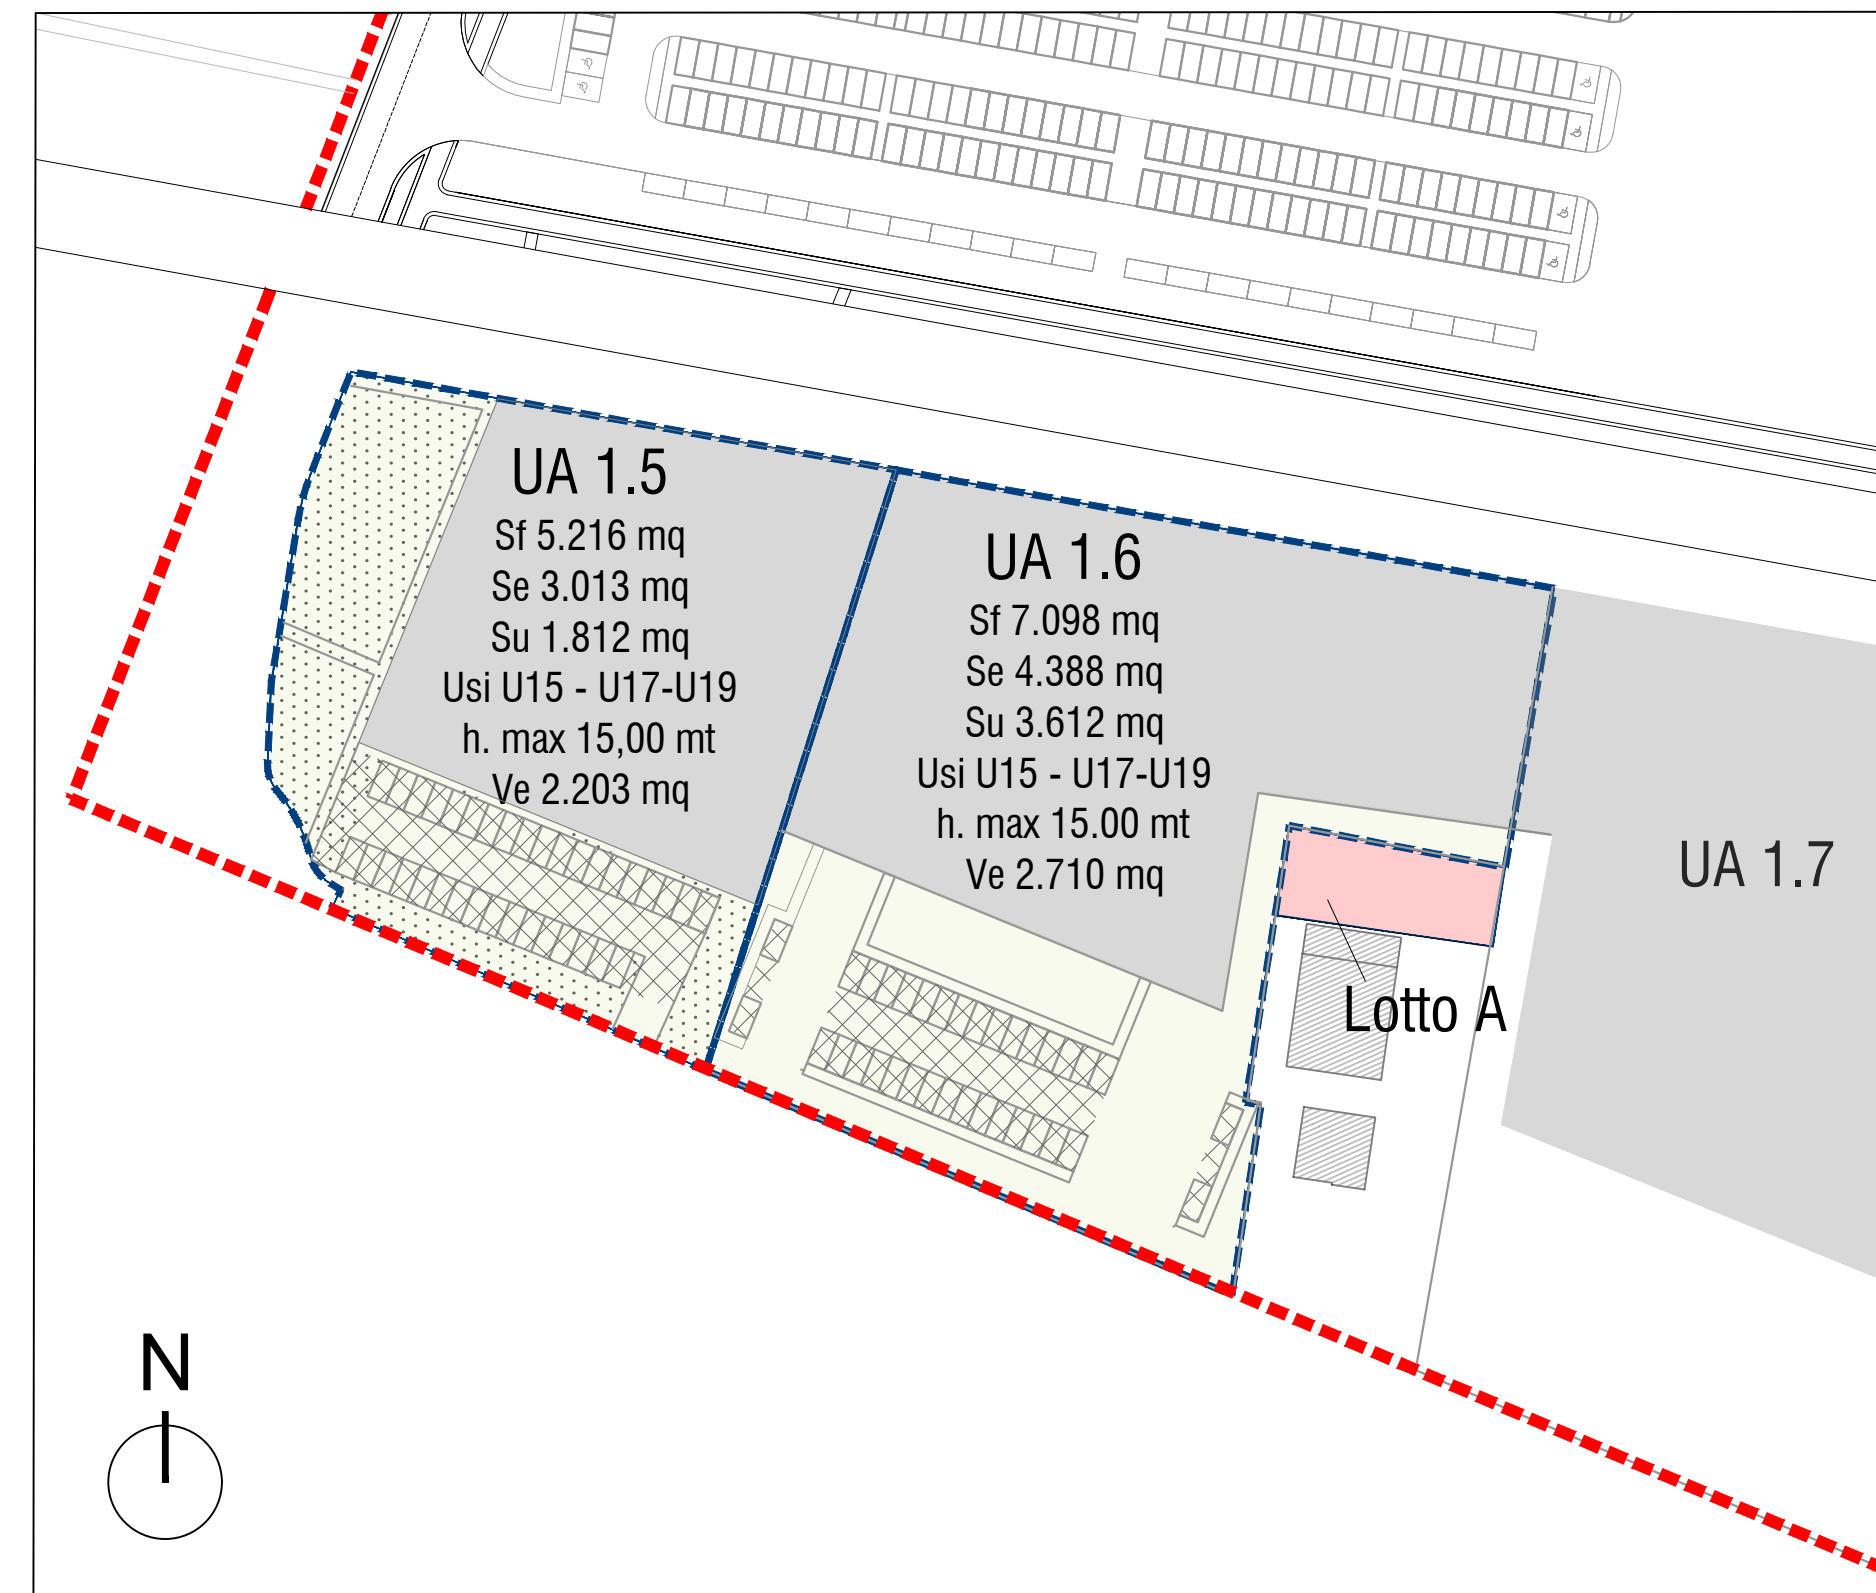 UA 1.5
Sf 5.216 mq
Se 3.013 mq
Su 1.812 mq
Usi U15 - U17-U19
h. max 15,00 mt
Ve 2.203 mq
UA 1.6
Sf 7.098 mq
Se 4.388 mq
Su 3.612 mq
Usi U15 - U17-U19
h. max 15.00 mt
Ve 2.710 mq
UA 1.7
Lotto A
N